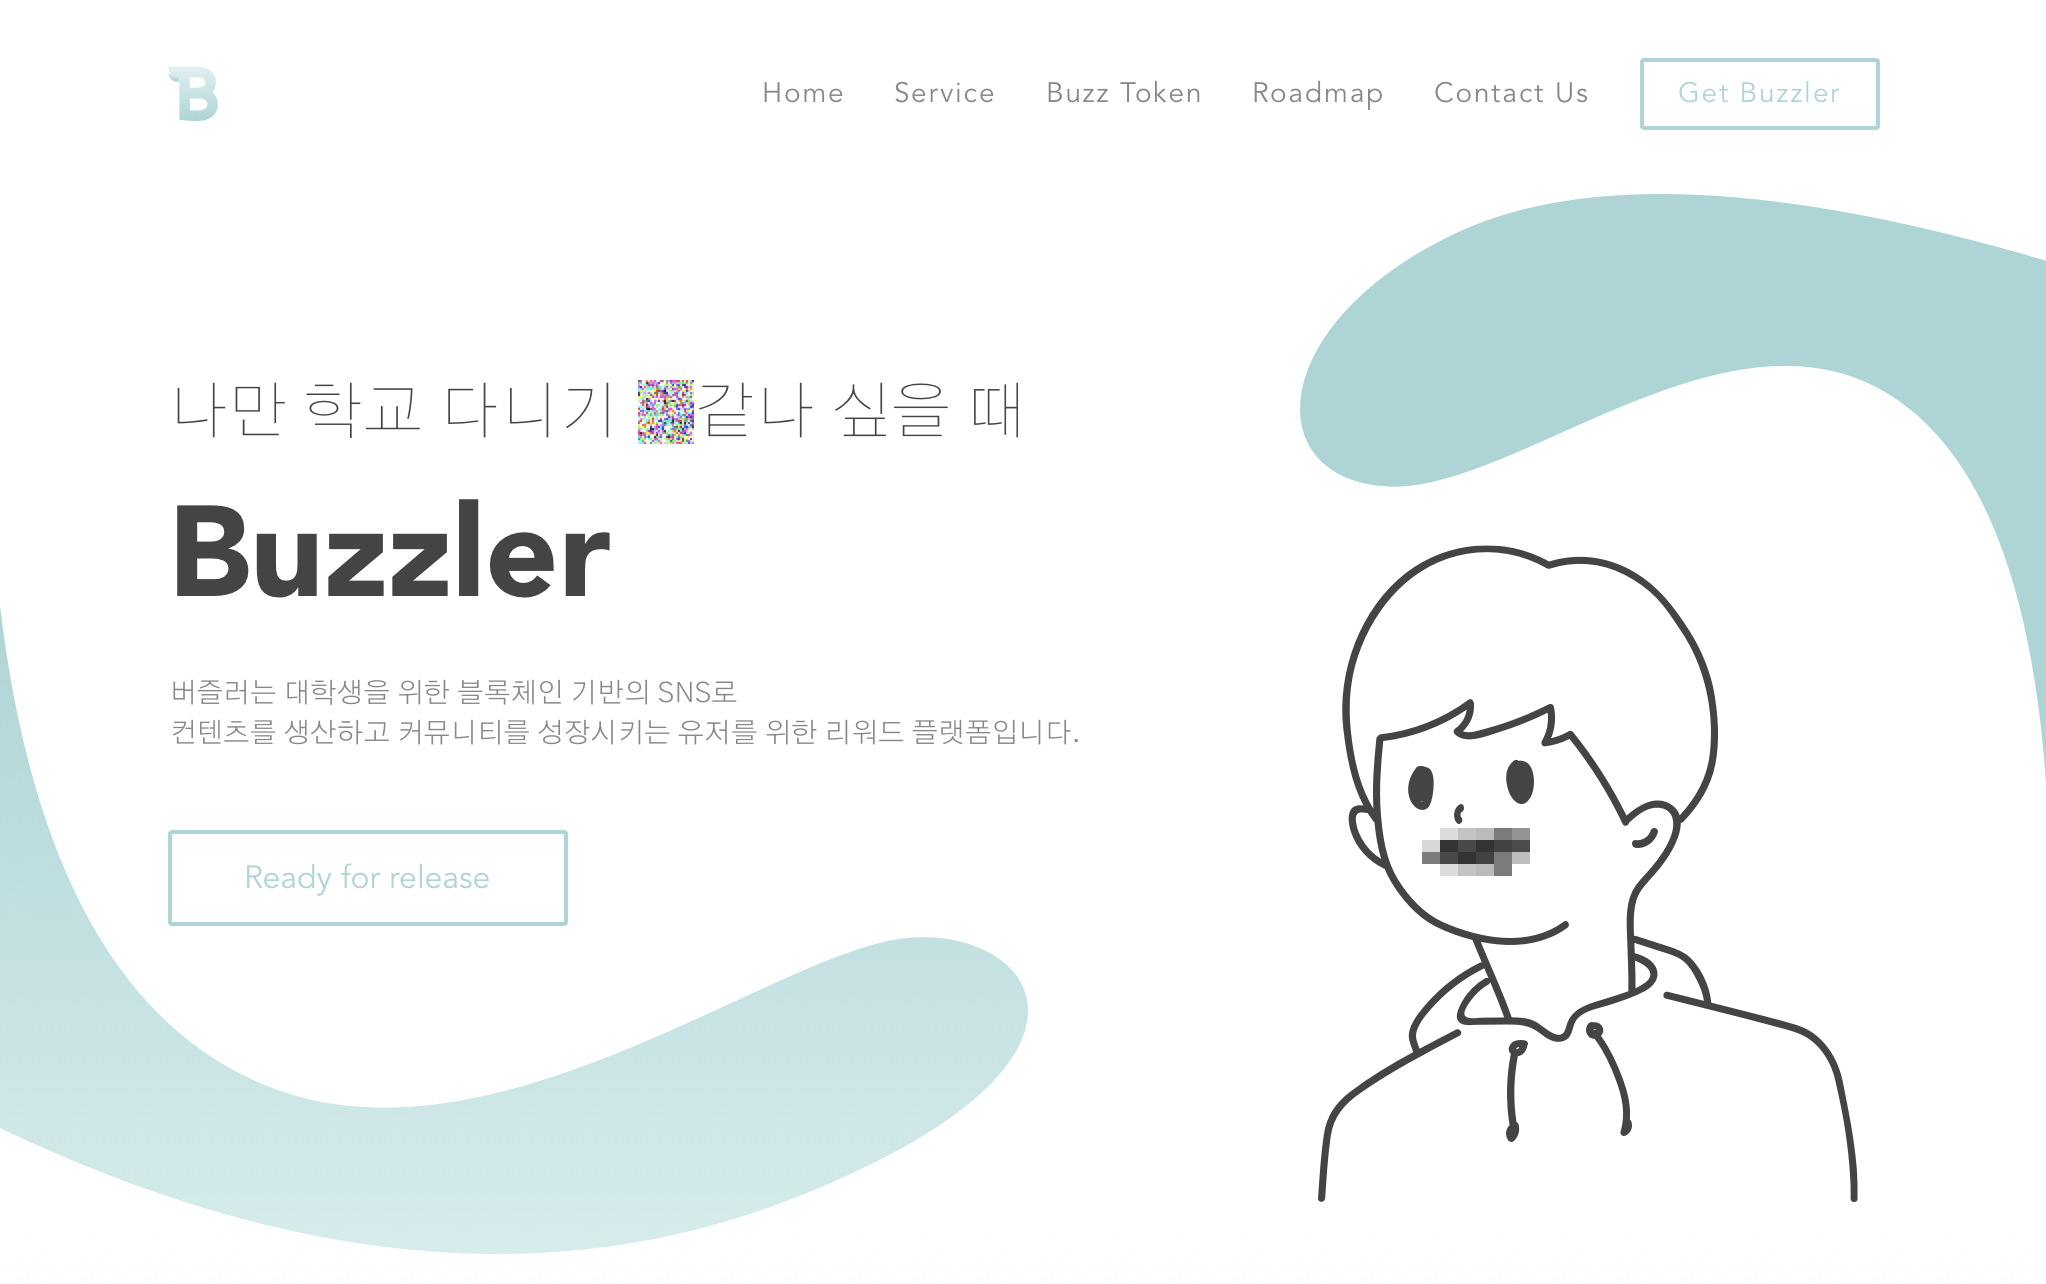 B
Home Service Buzz Token Roadmap Contact Us Get Buzzler
나만 학교 다니기 같나 싶을 때
Buzzler
버즐러는 대학생을 위한 블록체인 기반의 SNS로
컨텐츠를 생산하고 커뮤니티를 성장시키는 유저를 위한 리워드 플랫폼입니다.
Ready for release